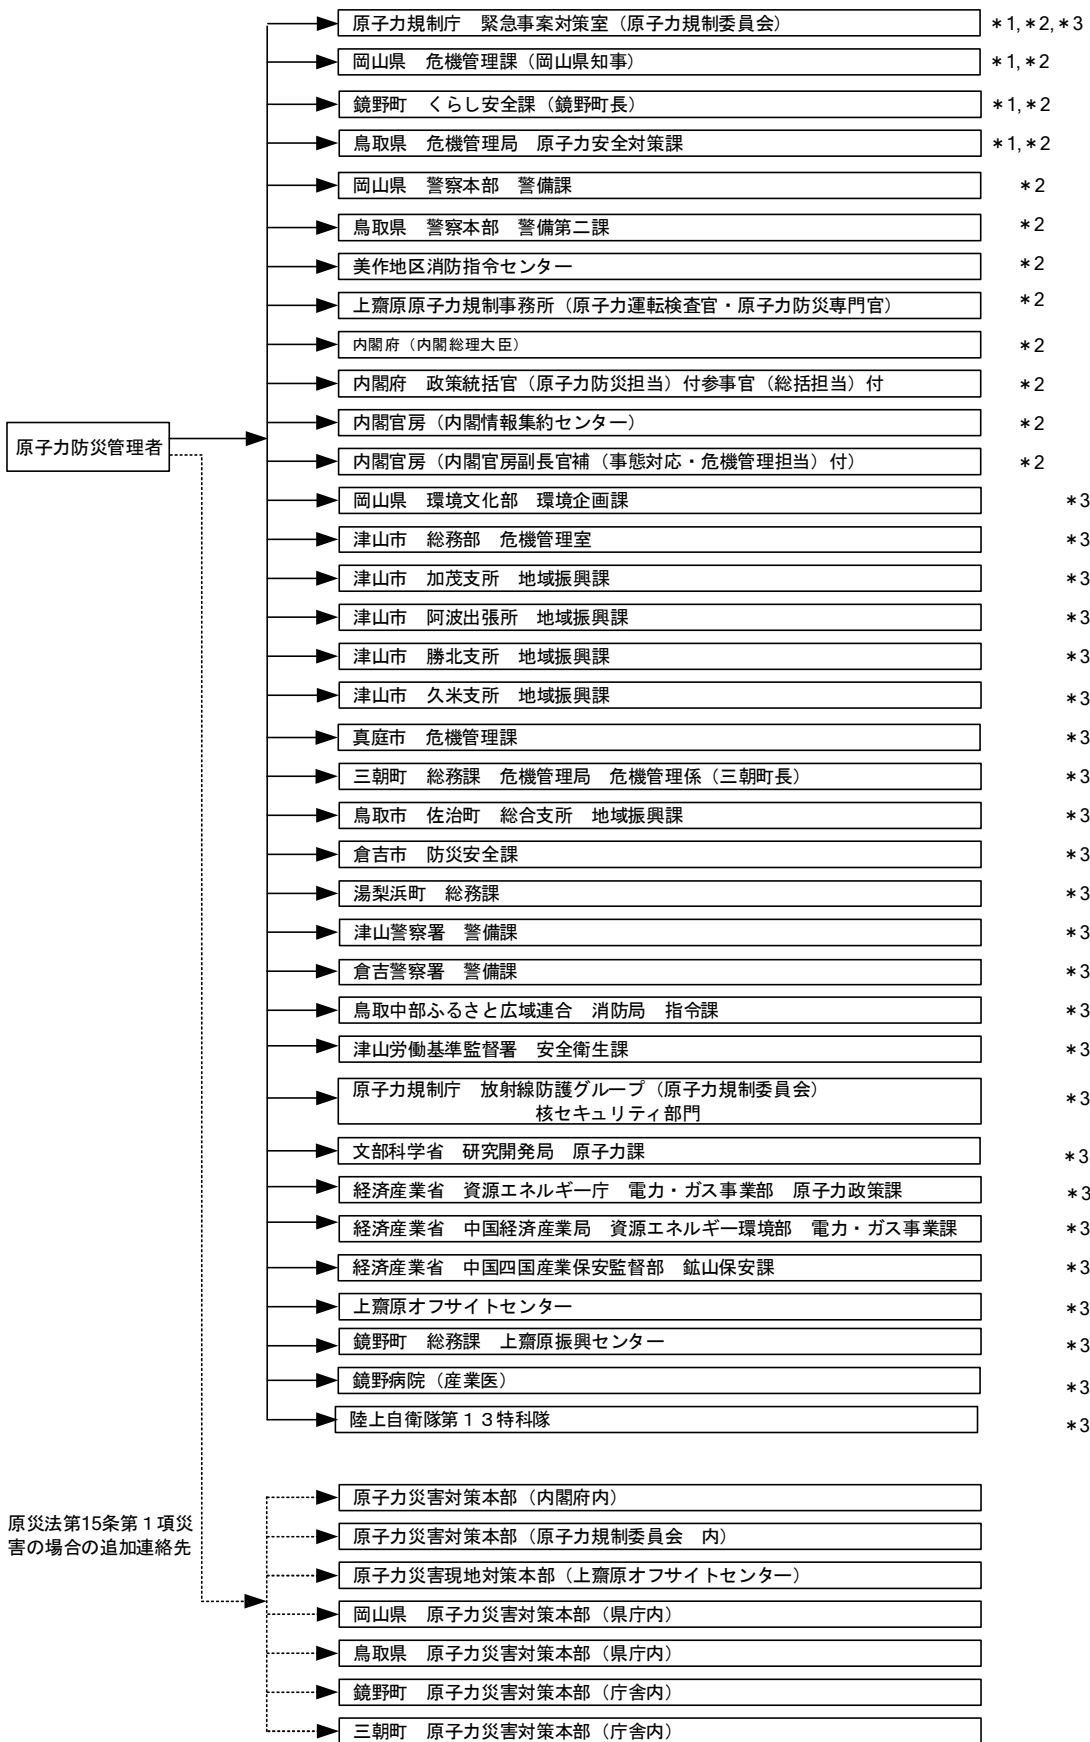 原子力規制庁　緊急事案対策室（原子力規制委員会） ＊1,＊2,＊3
岡山県　危機管理課（岡山県知事） ＊1,＊2
鏡野町　くらし安全課（鏡野町長） ＊1,＊2
鳥取県　危機管理局　原子力安全対策課 ＊1,＊2
岡山県　警察本部　警備課 ＊2
鳥取県　警察本部　警備第二課 ＊2
美作地区消防指令センター ＊2
上齋原原子力規制事務所（原子力運転検査官・原子力防災専門官） ＊2
内閣府（内閣総理大臣） ＊2
内閣府　政策統括官（原子力防災担当）付参事官（総括担当）付 ＊2
内閣官房（内閣情報集約センター） ＊2
原子力防災管理者
内閣官房（内閣官房副長官補（事態対応・危機管理担当）付） ＊2
岡山県　環境文化部　環境企画課 ＊3
津山市　総務部　危機管理室 ＊3
津山市　加茂支所　地域振興課 ＊3
津山市　阿波出張所　地域振興課 ＊3
津山市　勝北支所　地域振興課 ＊3
津山市　久米支所　地域振興課 ＊3
真庭市　危機管理課 ＊3
三朝町　総務課　危機管理局　危機管理係（三朝町長） ＊3
鳥取市　佐治町　総合支所　地域振興課 ＊3
倉吉市　防災安全課 ＊3
湯梨浜町　総務課 ＊3
津山警察署　警備課 ＊3
倉吉警察署　警備課 ＊3
鳥取中部ふるさと広域連合　消防局　指令課 ＊3
津山労働基準監督署　安全衛生課 ＊3
原子力規制庁　放射線防護グループ（原子力規制委員会）
核セキュリティ部門 ＊3
文部科学省　研究開発局　原子力課 ＊3
経済産業省　資源エネルギー庁　電力・ガス事業部　原子力政策課 ＊3
経済産業省　中国経済産業局　資源エネルギー環境部　電力・ガス事業課 ＊3
経済産業省　中国四国産業保安監督部　鉱山保安課 ＊3
上齋原オフサイトセンター ＊3
鏡野町　総務課　上齋原振興センター ＊3
鏡野病院（産業医） ＊3
陸上自衛隊第１３特科隊 ＊3
原災法第15条第１項災
害の場合の追加連絡先
原子力災害対策本部（内閣府内）
原子力災害対策本部（原子力規制委員会　内）
原子力災害現地対策本部（上齋原オフサイトセンター）
岡山県　原子力災害対策本部（県庁内）
鳥取県　原子力災害対策本部（県庁内）
鏡野町　原子力災害対策本部（庁舎内）
三朝町　原子力災害対策本部（庁舎内）